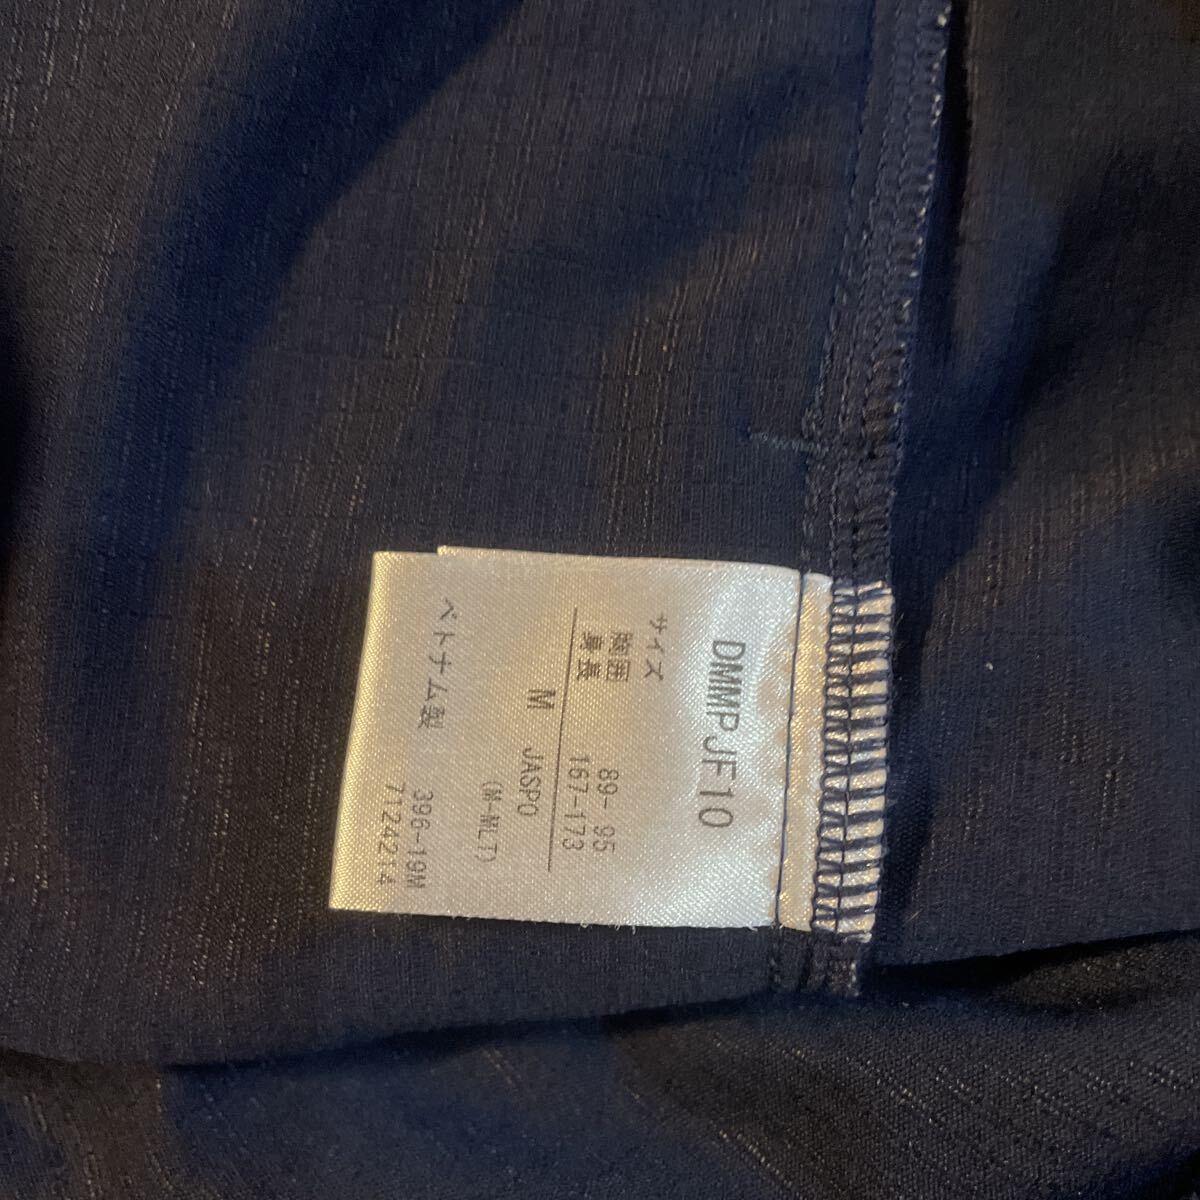 DMMPJF10
サイズ
胸囲 89- 95
身長 167-173
M JASPO
(M-MLT)
ベトナム製 396-19M
7124214